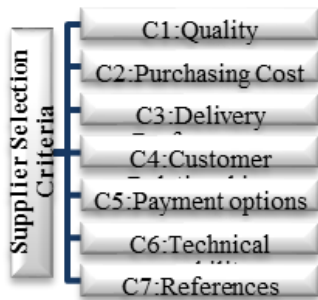 Supplier Selection
Criteria
C1:Quality
C2:Purchasing Cost
C3:Delivery
C4:Customer
C5:Payment options
C6:Technical
C7:References